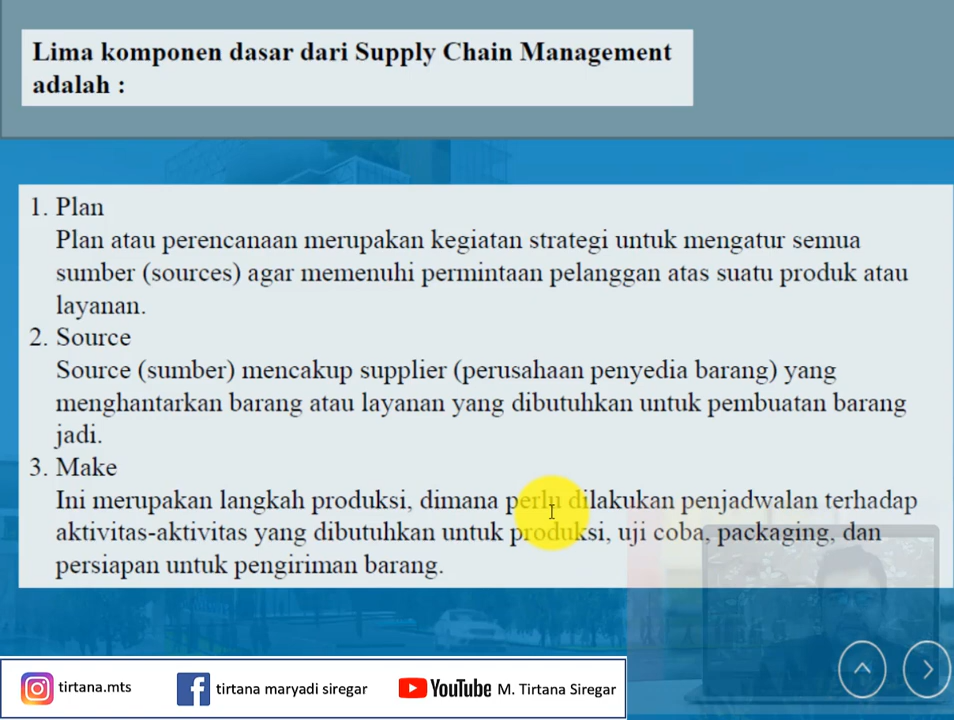 Lima komponen dasar dari Supply Chain Management
adalah :
1. Plan
Plan atau perencanaan merupakan kegiatan strategi untuk mengatur semua
sumber (sources) agar memenuhi permintaan pelanggan atas suatu produk atau
layanan.
2. Source
Source (sumber) mencakup supplier (perusahaan penyedia barang) yang
menghantarkan barang atau layanan yang dibutuhkan untuk pembuatan barang
jadi.
3. Make
Ini merupakan langkah produksi, dimana perlu dilakukan penjadwalan terhadap
aktivitas-aktivitas yang dibutuhkan untuk produksi, uji coba, packaging, dan
persiapan untuk pengiriman barang.
tirtana.mts
tirtana maryadi siregar
YouTube M. Tirtana Siregar